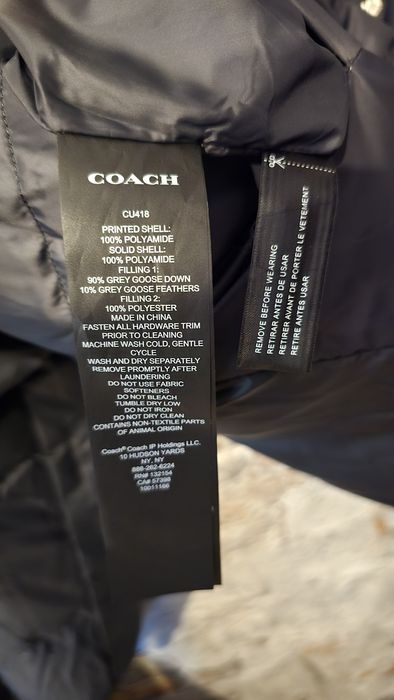 COACH
CU418
PRINTED SHELL:
100% POLYAMIDE
SOLID SHELL:
100% POLYAMIDE
FILLING 1:
90% GREY GOOSE DOWN
10% GREY GOOSE FEATHERS
FILLING 2:
100% POLYESTER
MADE IN CHINA
FASTEN ALL HARDWARE TRIM
PRIOR TO CLEANING
MACHINE WASH COLD, GENTLE
CYCLE
WASH AND DRY SEPARATELY
REMOVE PROMPTLY AFTER
LAUNDERING
DO NOT USE FABRIC
SOFTENERS
DO NOT BLEACH
TUMBLE DRY LOW
DO NOT IRON
DO NOT DRY CLEAN
CONTAINS NON-TEXTILE PARTS
OF ANIMAL ORIGIN
Coach® Coach IP Holdings LLC.
10 HUDSON YARDS
NY, NY
888-262-6224
RN# 132154
CA# 57398
10011166
REMOVE BEFORE WEARING
RETIRAR ANTES DE USAR
RETIRER AVANT DE PORTER LE VETEMENT
RETIRE ANTES USAR